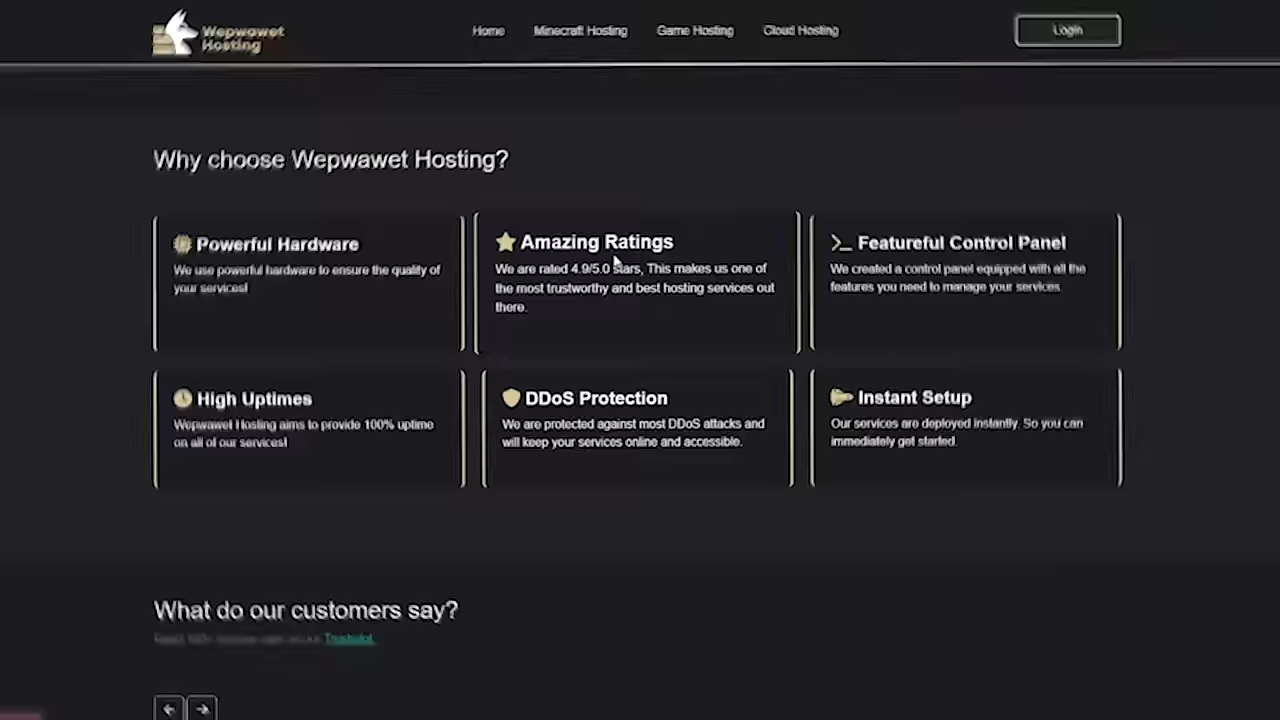 Wepwawet
Hosting
Home
Minecraft Hosting
Game Hosting
Cloud Hosting
Login
Why choose Wepwawet Hosting?
Powerful Hardware
We use powerful hardware to ensure the quality of
your services!
Amazing Ratings
We are rated 4.9/5.0 stars, This makes us one of
the most trustworthy and best hosting services out
there.
Featureful Control Panel
We created a control panel equipped with all the
features you need to manage your services.
High Uptimes
Wepwawet Hosting aims to provide 100% uptime
on all of our services!
DDoS Protection
We are protected against most DDoS attacks and
will keep your services online and accessible.
Instant Setup
Our services are deployed instantly. So you can
immediately get started.
What do our customers say?
Trustpilot.